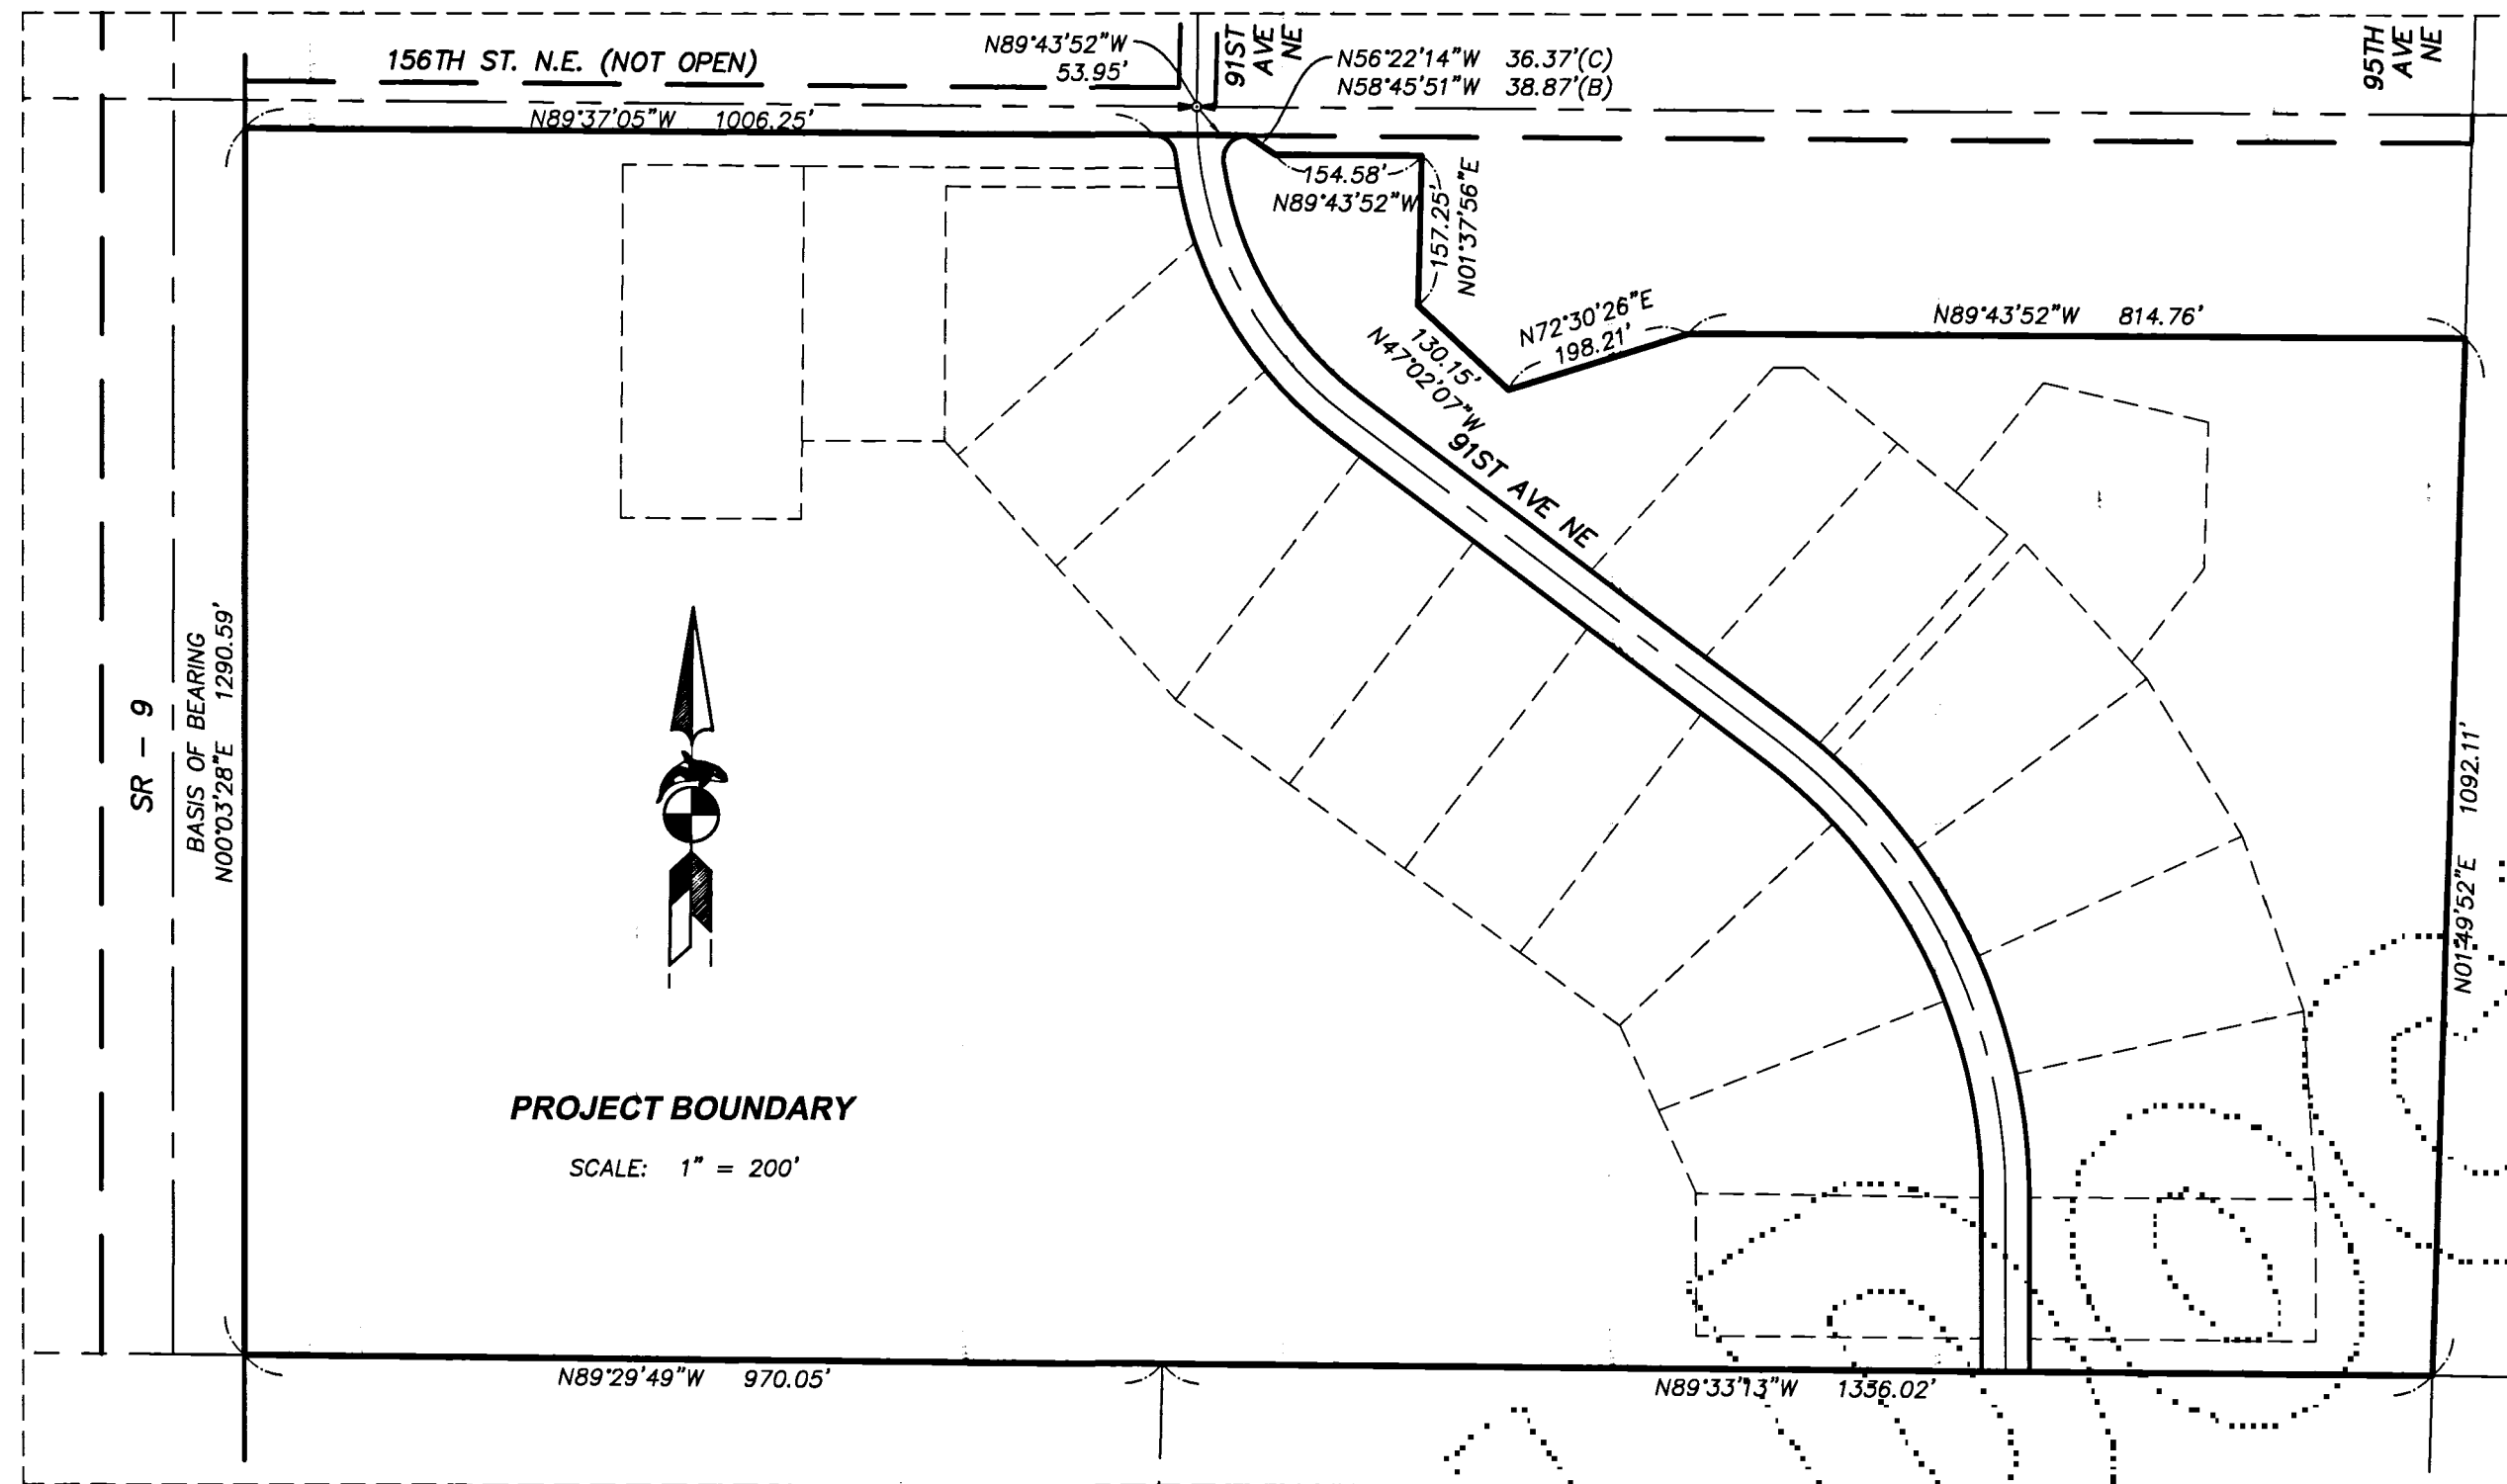 156TH ST. N.E. (NOT OPEN)
N89°43'52"W
53.95'
91ST
AVE
NE
N56°22'14"W 36.37'(C)
N58°45'51"W 38.87'(B)
95TH
AVE
NE
N89°37'05"W 1006.25'
154.58'
N89°43'52"W
157.25'
N01°37'56"E
N72°30'26"E
198.21'
130.15'
N47°02'07"W
N89°43'52"W 814.76'
91ST AVE NE
SR - 9
BASIS OF BEARING
N00°03'28"E 1290.59'
N01°49'52"E 1092.11'
PROJECT BOUNDARY
SCALE: 1" = 200'
N89°29'49"W 970.05'
N89°33'13"W 1336.02'